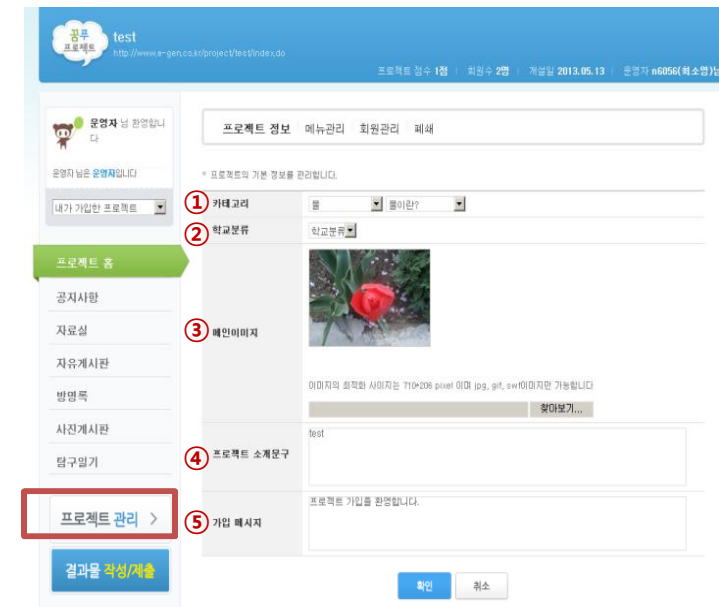 꿈푸
프로젝트
test
http://www.e-gen.co.kr/project/test/index.do
프로젝트 점수 1점 | 회원수 2명 | 개설일 2013.05.13 | 운영자 n6056(최소영)님
운영자 님 환영합니
다
운영자 님은 운영자입니다
내가 가입한 프로젝트
프로젝트 홈
공지사항
자료실
자유게시판
방명록
사진게시판
탐구일기
프로젝트 관리 >
결과물 작성/제출
프로젝트 정보 메뉴관리 회원관리 폐쇄
* 프로젝트의 기본 정보를 관리합니다.
① 카테고리 물 물이란?
② 학교분류 학교분류
③ 메인이미지
이미지의 최적화 사이지는 710*206 pixel 이며 jpg, gif, swf이미지만 가능합니다
찾아보기...
④ 프로젝트 소개문구 test
⑤ 가입 메시지 프로젝트 가입을 환영합니다.
확인 취소